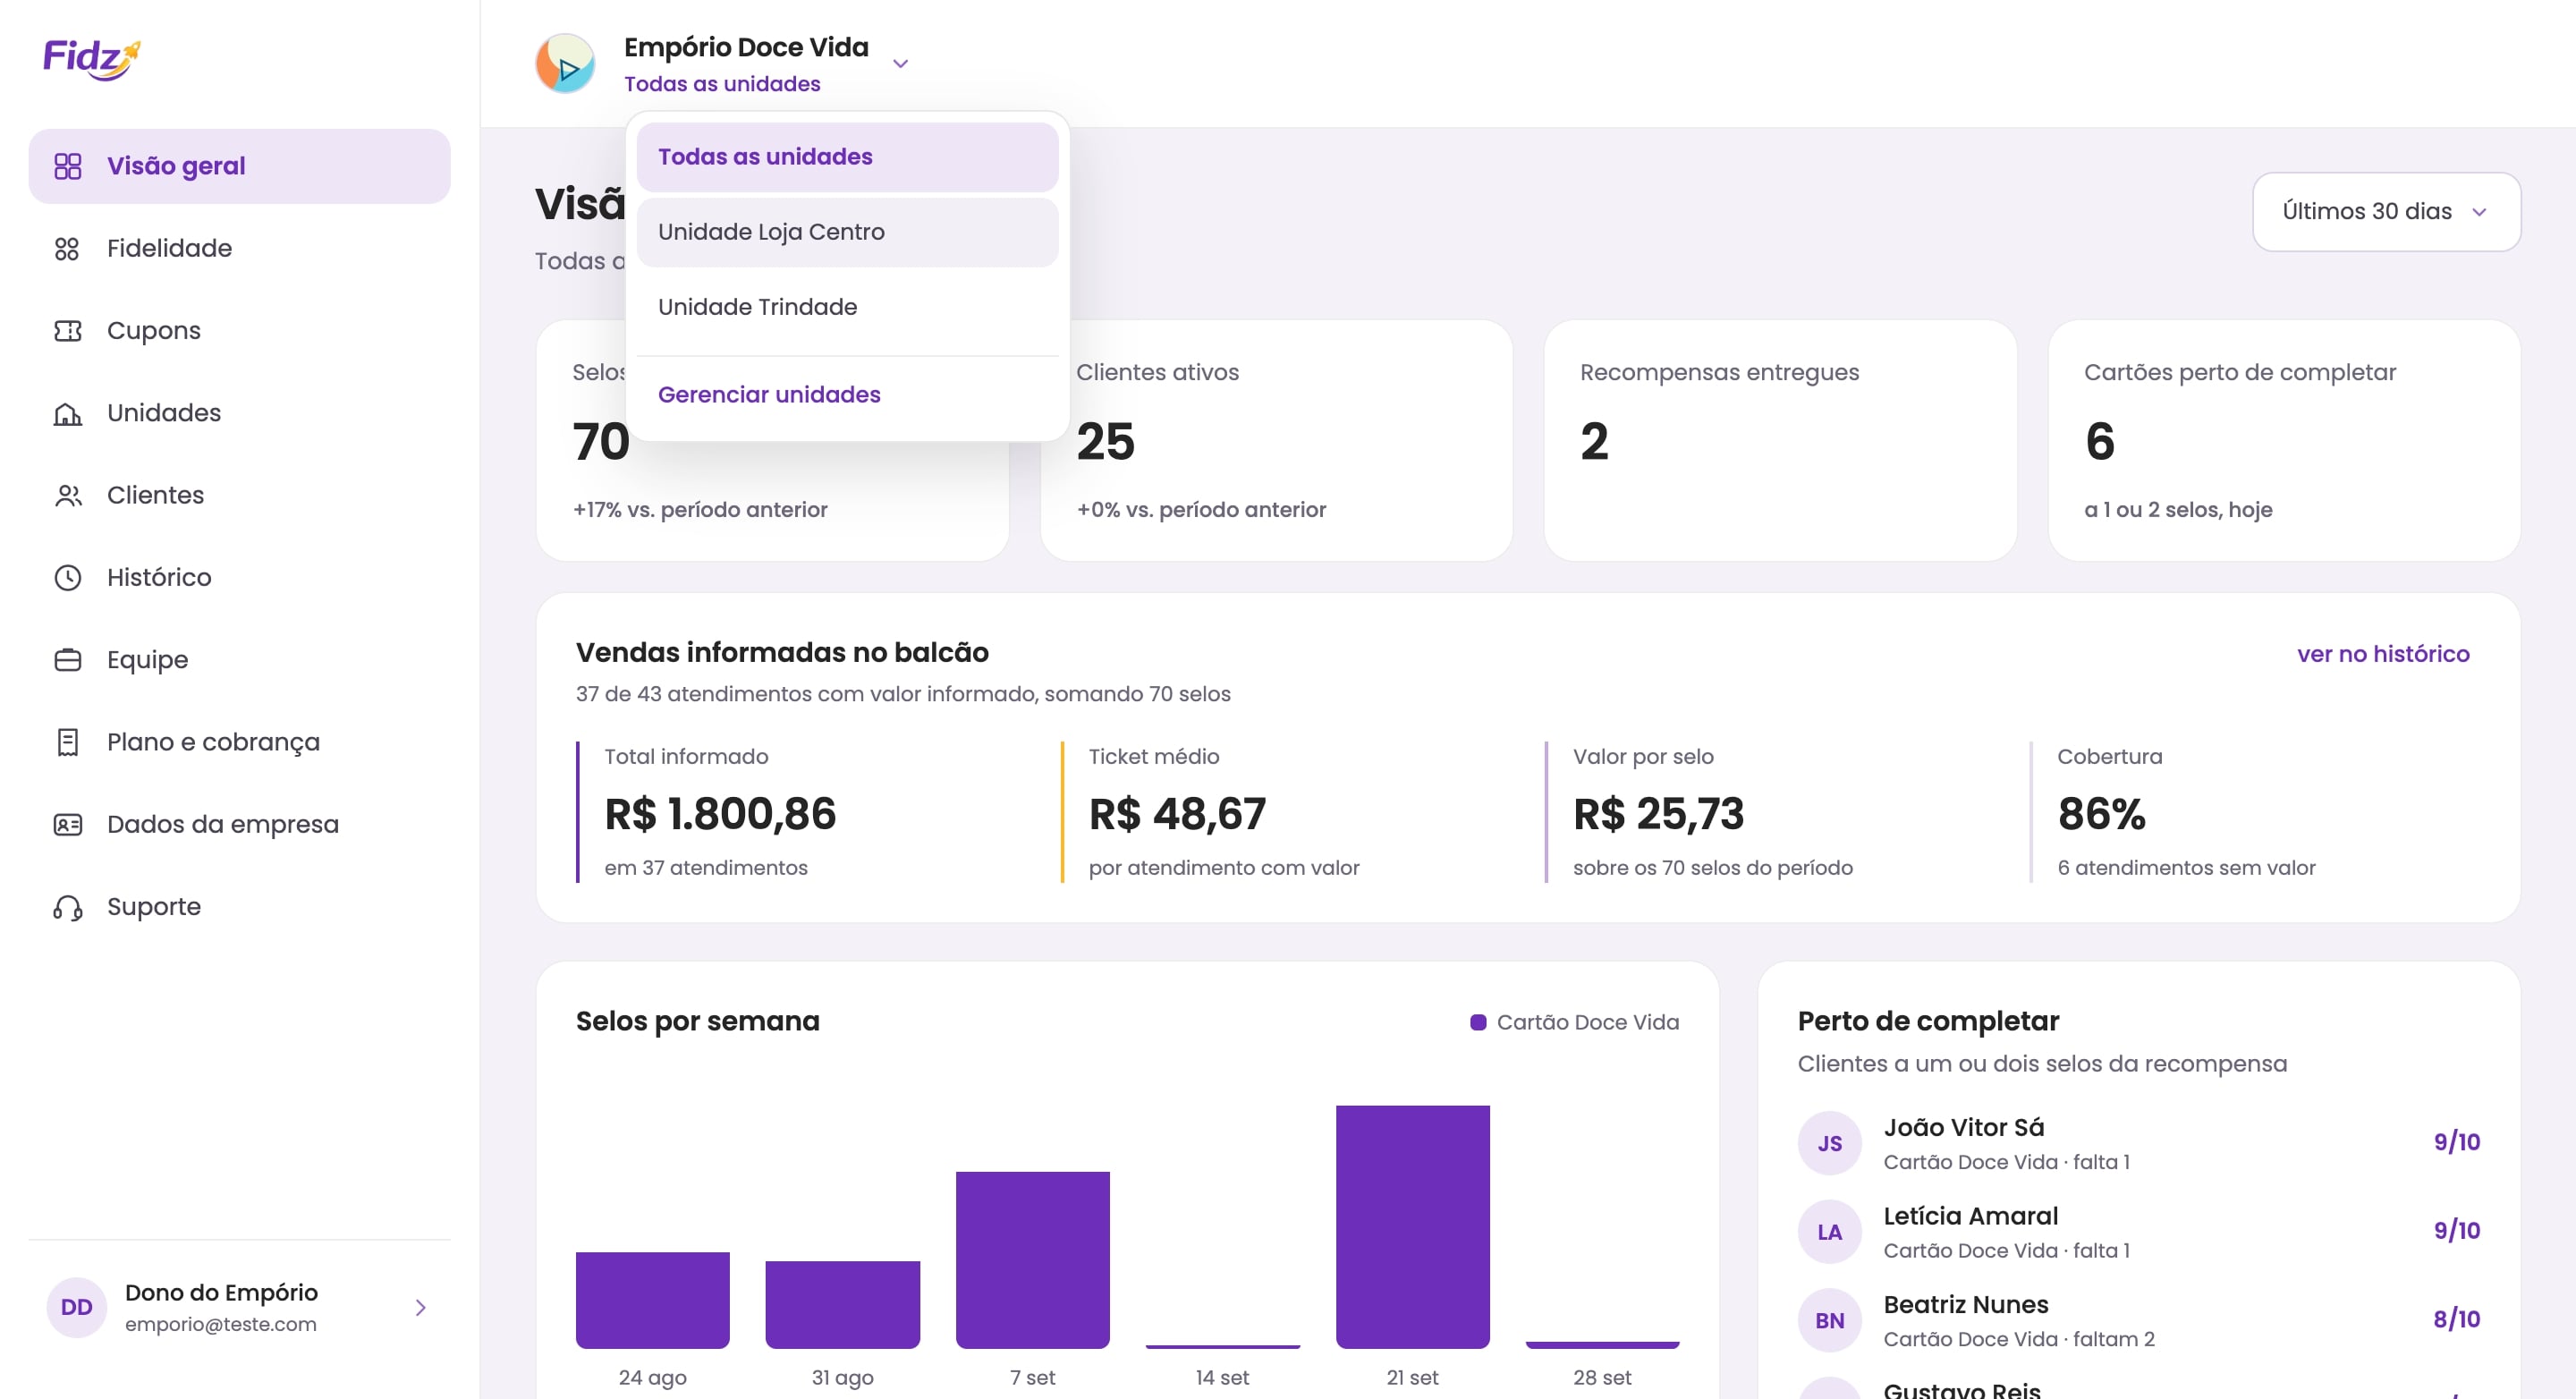 Fidz
Visão geral
Fidelidade
Cupons
Unidades
Clientes
Histórico
Equipe
Plano e cobrança
Dados da empresa
Suporte
DD
Dono do Empório
emporio@teste.com
Empório Doce Vida
Todas as unidades
Todas as unidades
Unidade Loja Centro
Unidade Trindade
Gerenciar unidades
Últimos 30 dias
70
+17% vs. período anterior
Clientes ativos
25
+0% vs. período anterior
Recompensas entregues
2
Cartões perto de completar
6
a 1 ou 2 selos, hoje
Vendas informadas no balcão
ver no histórico
37 de 43 atendimentos com valor informado, somando 70 selos
Total informado
R$ 1.800,86
em 37 atendimentos
Ticket médio
R$ 48,67
por atendimento com valor
Valor por selo
R$ 25,73
sobre os 70 selos do período
Cobertura
86%
6 atendimentos sem valor
Selos por semana
Cartão Doce Vida
24 ago
31 ago
7 set
14 set
21 set
28 set
Perto de completar
Clientes a um ou dois selos da recompensa
JS
João Vitor Sá
Cartão Doce Vida · falta 1
9/10
LA
Letícia Amaral
Cartão Doce Vida · falta 1
9/10
BN
Beatriz Nunes
Cartão Doce Vida · faltam 2
8/10
Gustavo Reis